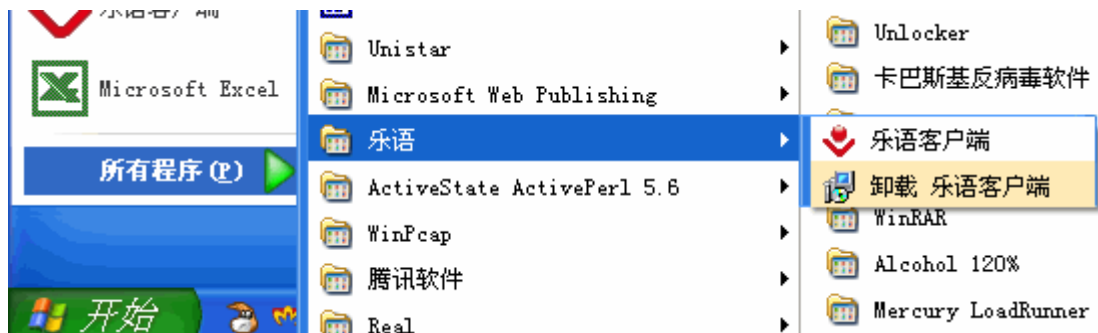 乐语客户端
Microsoft Excel
所有程序(P)
开始
Unistar
Microsoft Web Publishing
乐语
ActiveState ActivePerl 5.6
WinPcap
腾讯软件
Real
Unlocker
卡巴斯基反病毒软件
乐语客户端
卸载 乐语客户端
WinRAR
Alcohol 120%
Mercury LoadRunner